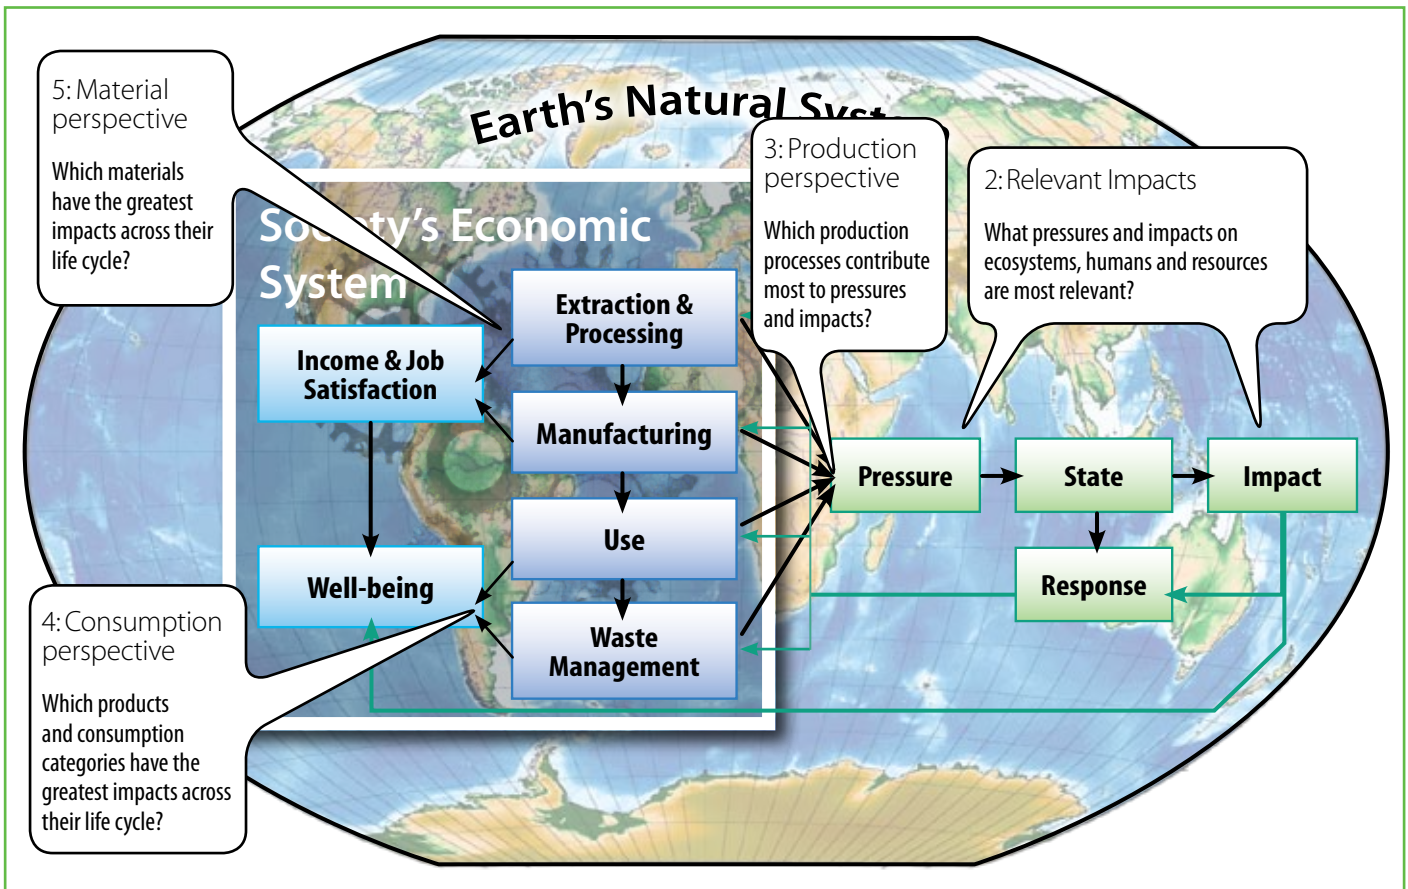 Earth's Natural
5: Material
perspective
Which materials
have the greatest
impacts across their
life cycle?
3: Production
perspective
Which production
processes contribute
most to pressures
and impacts?
2: Relevant Impacts
What pressures and impacts on
ecosystems, humans and resources
are most relevant?
Society's Economic
System
Extraction &
Processing
Income & Job
Satisfaction
Manufacturing
Pressure
State
Impact
Use
Well-being
Response
Waste
Management
4: Consumption
perspective
Which products
and consumption
categories have the
greatest impacts across
their life cycle?